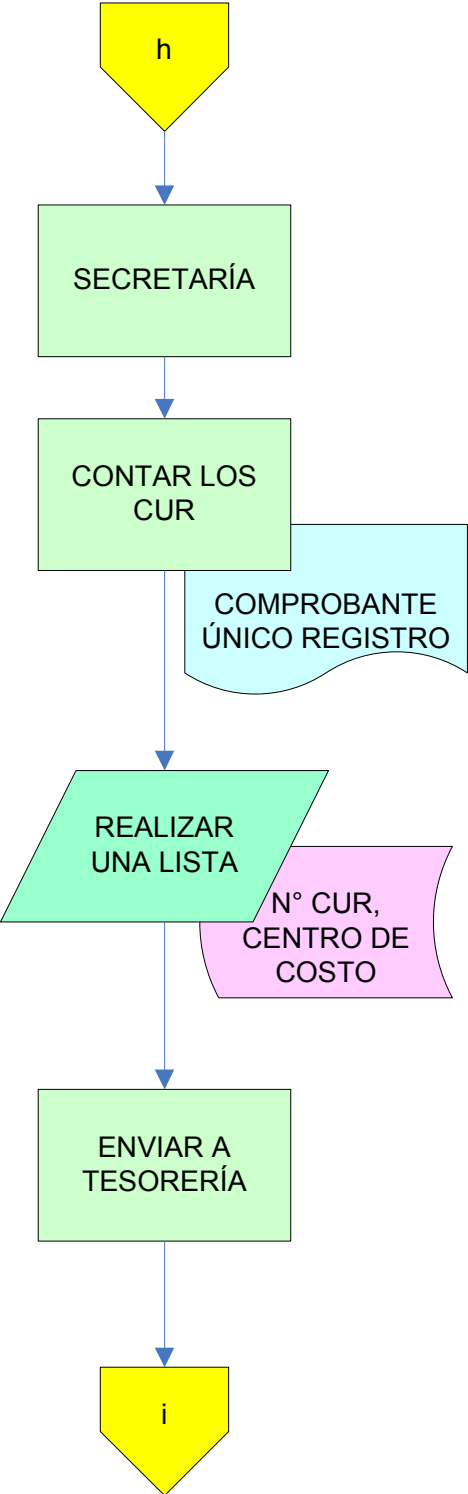 h
SECRETARÍA
CONTAR LOS
CUR
COMPROBANTE
ÚNICO REGISTRO
REALIZAR
UNA LISTA
N° CUR,
CENTRO DE
COSTO
ENVIAR A
TESORERÍA
i